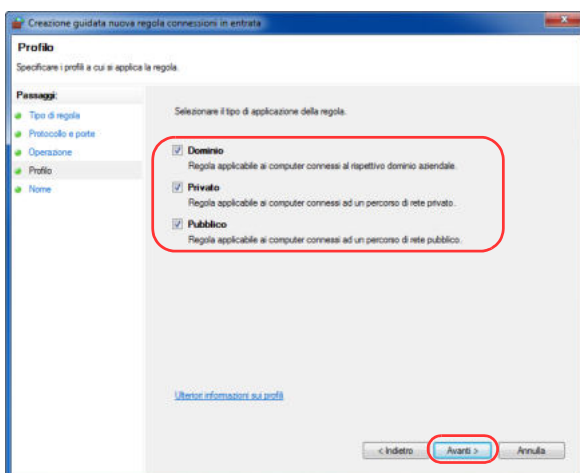 Creazione guidata nuova regola connessioni in entrata
Profilo
Specificare i profili a cui si applica la regola.
Passaggi:
Tipo di regola
Protocollo e porte
Operazione
Profilo
Nome
Selezionare il tipo di applicazione della regola.
Dominio
Regola applicabile ai computer connessi al rispettivo dominio aziendale.
Privato
Regola applicabile ai computer connessi ad un percorso di rete privato.
Pubblico
Regola applicabile ai computer connessi ad un percorso di rete pubblico.
Ulteriori informazioni sui profili
< Indietro
Avanti >
Annulla